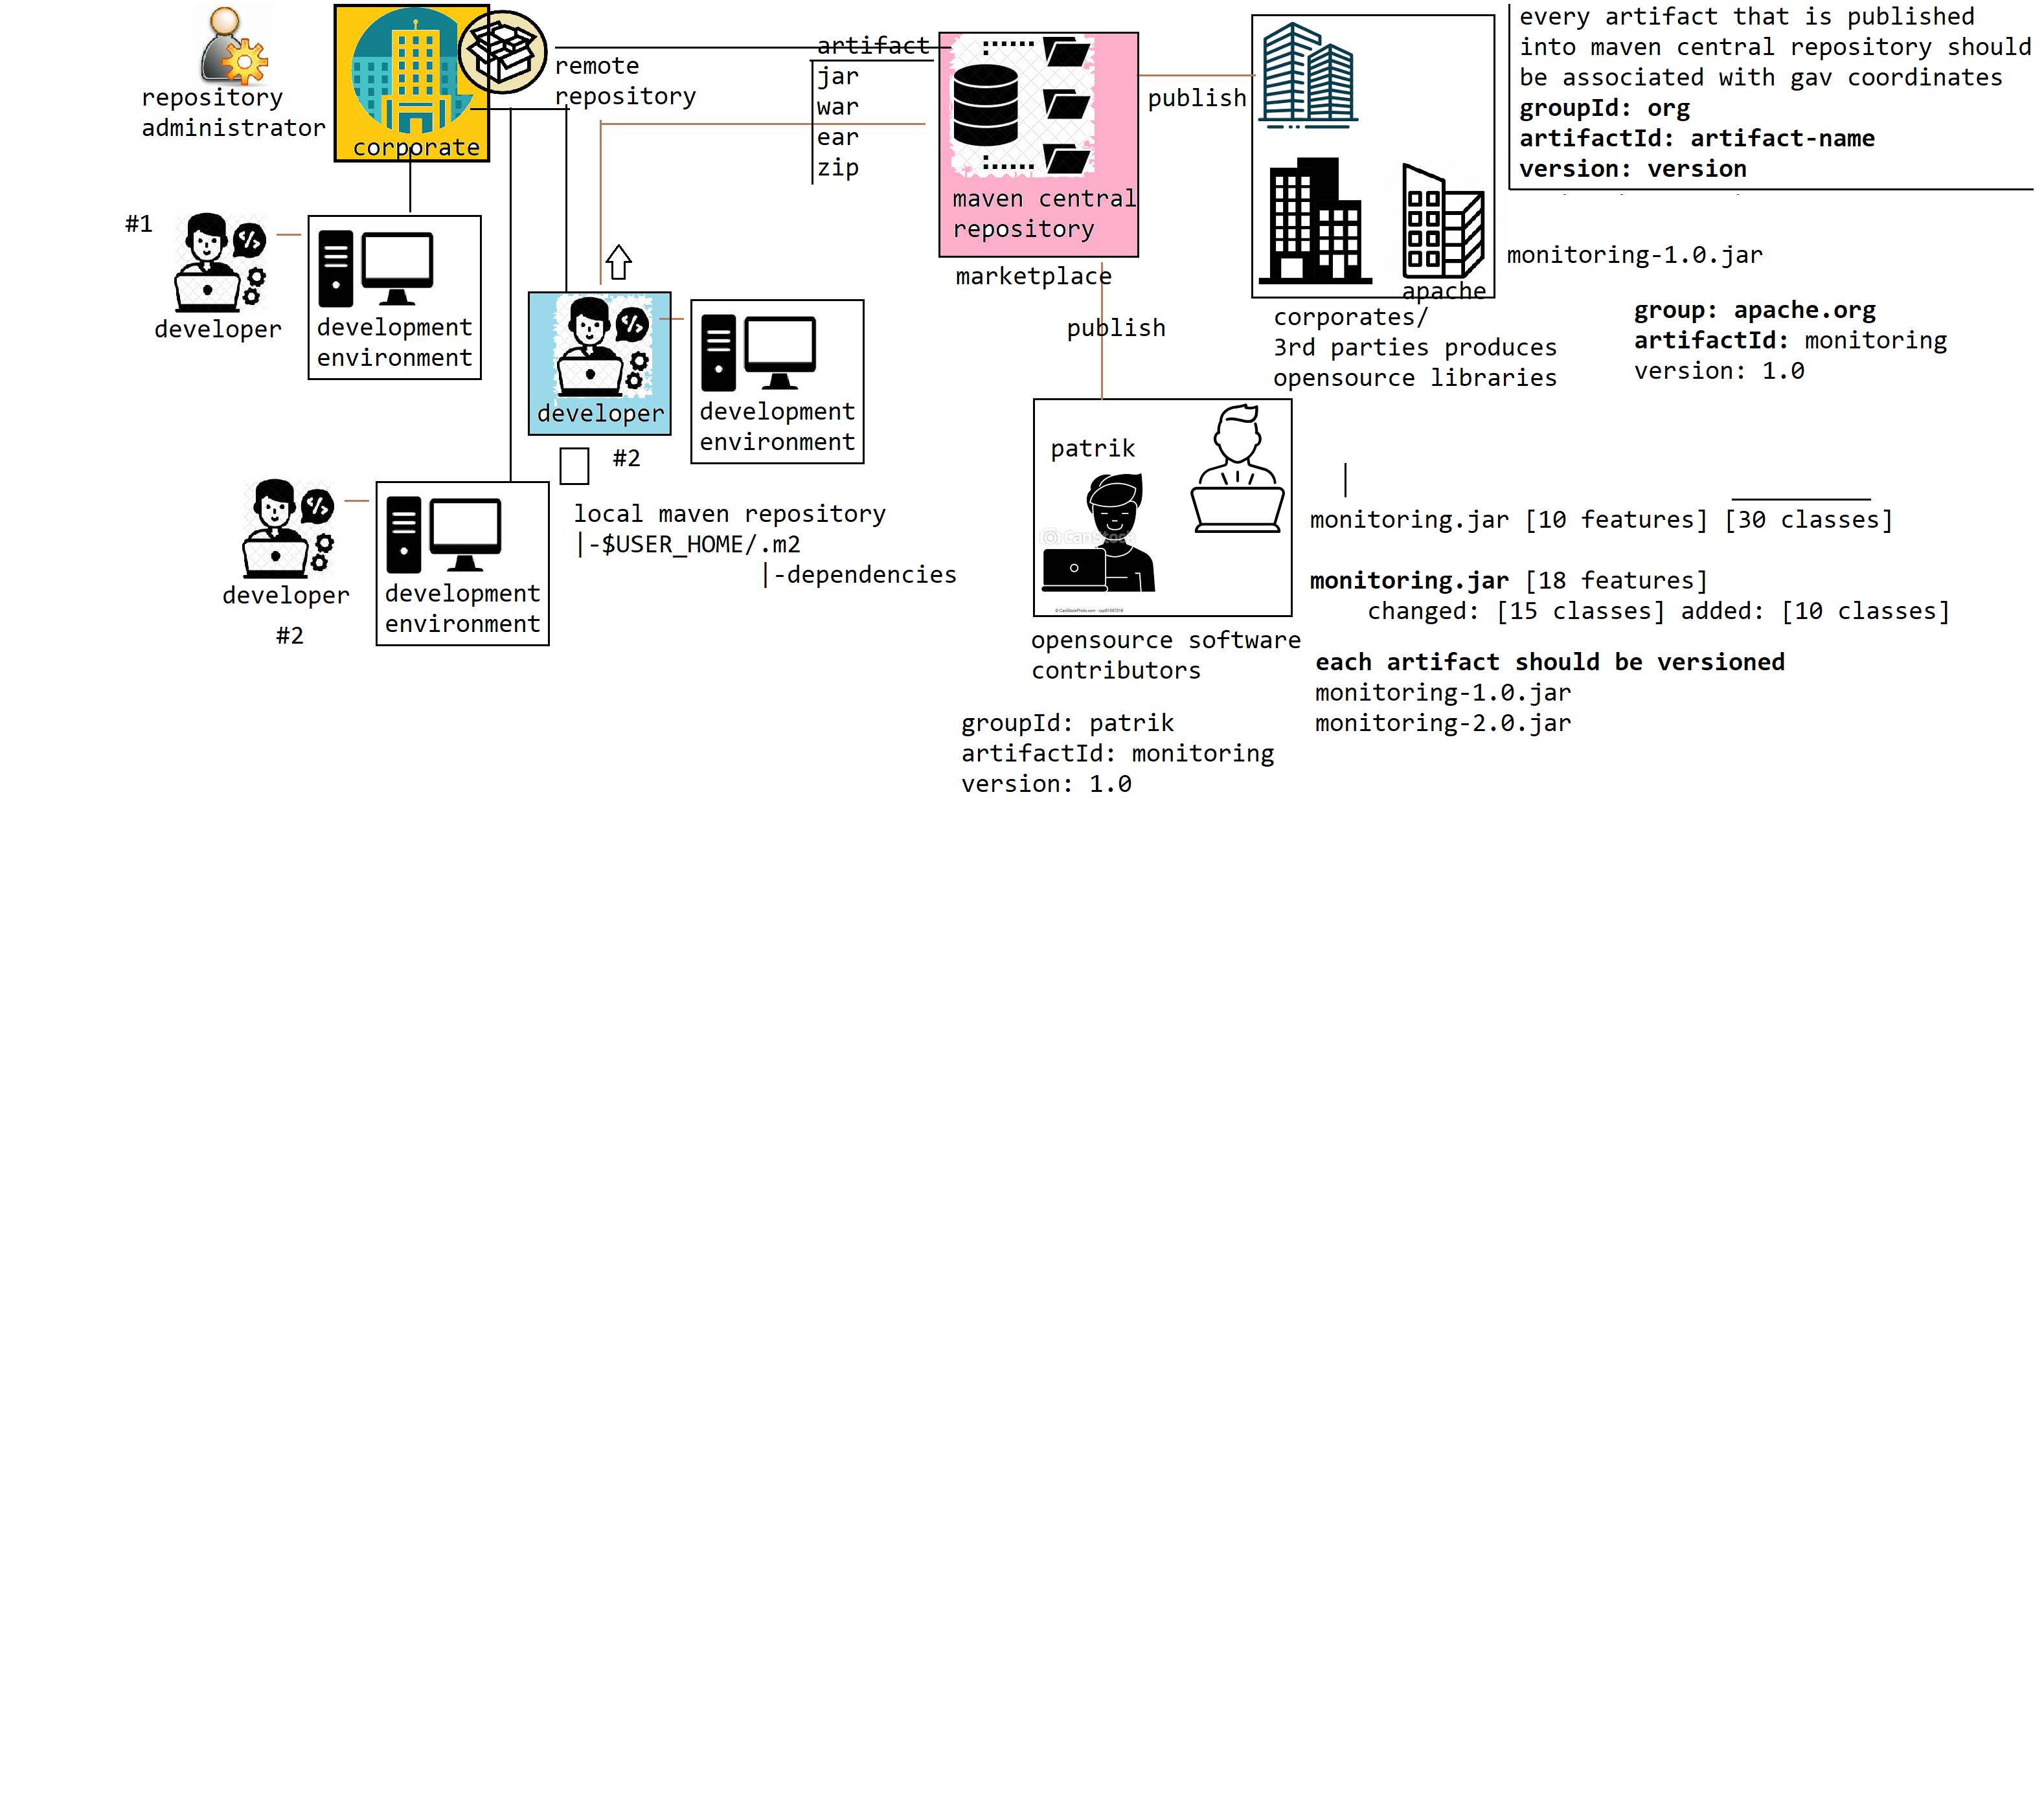 repository
administrator
corporate
remote
repository
artifact
jar
war
ear
zip
maven central
repository
marketplace
publish
publish
apache
corporates/
3rd parties produces
opensource libraries
every artifact that is published
into maven central repository should
be associated with gav coordinates
groupId: org
artifactId: artifact-name
version: version
monitoring-1.0.jar
group: apache.org
artifactId: monitoring
version: 1.0
#1
developer
development
environment
developer
#2
development
environment
developer
#2
development
environment
local maven repository
|-$USER_HOME/.m2
|-dependencies
patrik
CanStock
© CanStockPhoto.com
opensource software
contributors
groupId: patrik
artifactId: monitoring
version: 1.0
monitoring.jar [10 features] [30 classes]
monitoring.jar [18 features]
changed: [15 classes] added: [10 classes]
each artifact should be versioned
monitoring-1.0.jar
monitoring-2.0.jar